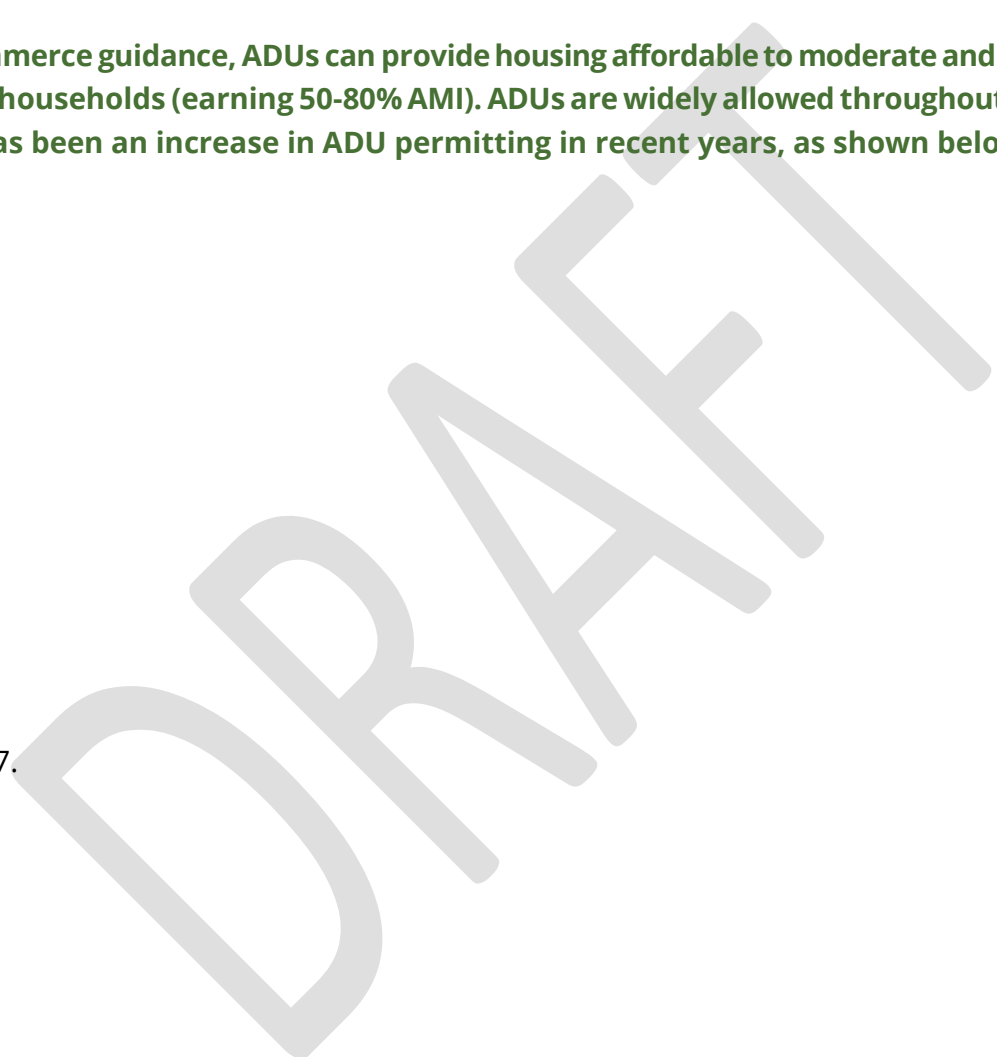 merce guidance, ADUs can provide housing affordable to moderate and
households (earning 50-80% AMI). ADUs are widely allowed throughout
as been an increase in ADU permitting in recent years, as shown belo
7.
DRAFT